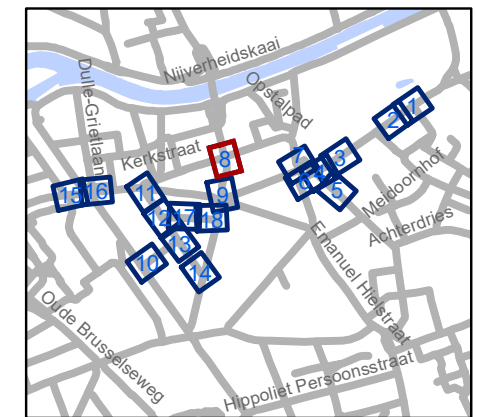 Nijverheidskaai
Dulle-Grietlaan
Opstalpad
Kerkstraat
1
2
8
7
3
4
6
5
Meidoornhof
15
16
11
9
12
17
18
Achterdries
13
10
14
Emanuel Hielstraat
Oude Brusselseweg
Hippoliet Persoonsstraat